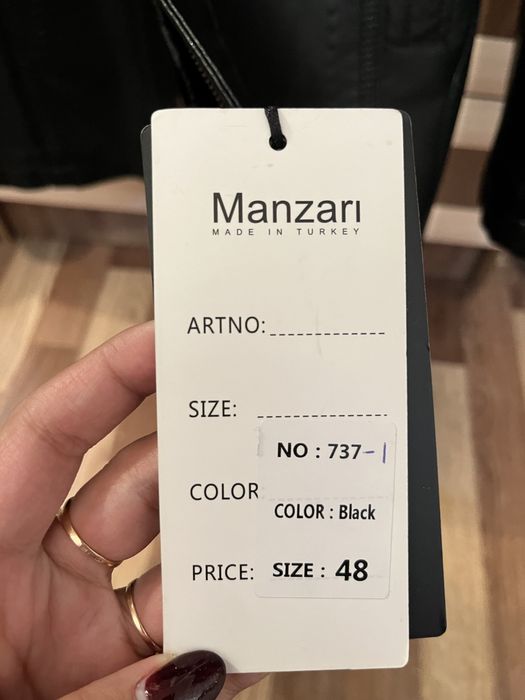 Manzarı
MADE IN TURKEY
ARTNO:
SIZE:
NO : 737-1
COLOR
COLOR : Black
PRICE:
SIZE : 48